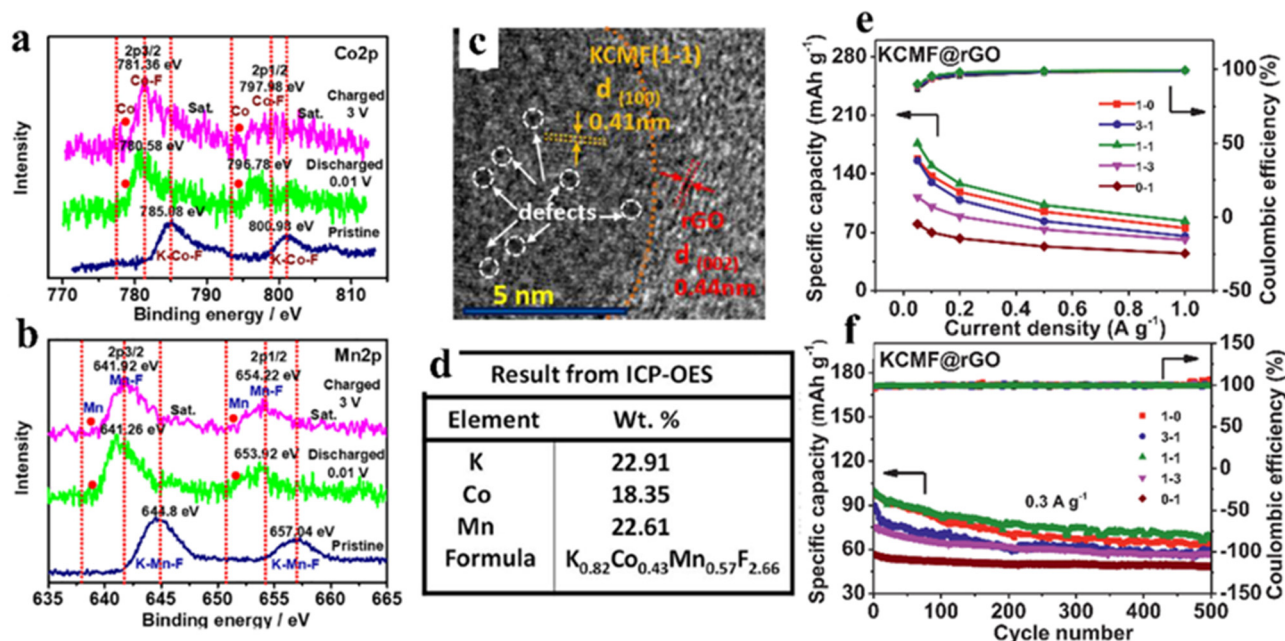 a
Co2p
2p3/2
781.36 eV
Co-F
Co
Sat.
2p1/2
797.98 eV
Co-F
Co
Sat.
Charged
3 V
780.58 eV
796.78 eV
Discharged
0.01 V
785.08 eV
800.98 eV
Pristine
K-Co-F
K-Co-F
Intensity
770 780 790 800 810
Binding energy / eV
b
Mn2p
2p3/2
641.92 eV
Mn-F
Mn
Sat.
2p1/2
654.22 eV
Mn-F
Mn
Sat.
Charged
3 V
641.26 eV
653.92 eV
Discharged
0.01 V
644.8 eV
657.04 eV
Pristine
K-Mn-F
K-Mn-F
Intensity
635 640 645 650 655 660 665
Binding energy / eV
c
KCMF(1-1)
d (100)
0.41nm
defects
rGO
d (002)
0.44nm
5 nm
d
Result from ICP-OES
Element Wt. %
K 22.91
Co 18.35
Mn 22.61
Formula K0.82Co0.43Mn0.57F2.66
e
KCMF@rGO
1-0
3-1
1-1
1-3
0-1
Specific capacity (mAh g-1)
280
210
140
70
0
Coulombic efficiency (%)
100
50
0
-50
0.0 0.2 0.4 0.6 0.8 1.0
Current density (A g-1)
f
KCMF@rGO
1-0
3-1
1-1
1-3
0-1
0.3 A g-1
Specific capacity (mAh g-1)
180
150
120
90
60
30
Coulombic efficiency (%)
150
100
50
0
-50
-100
-150
0 100 200 300 400 500
Cycle number